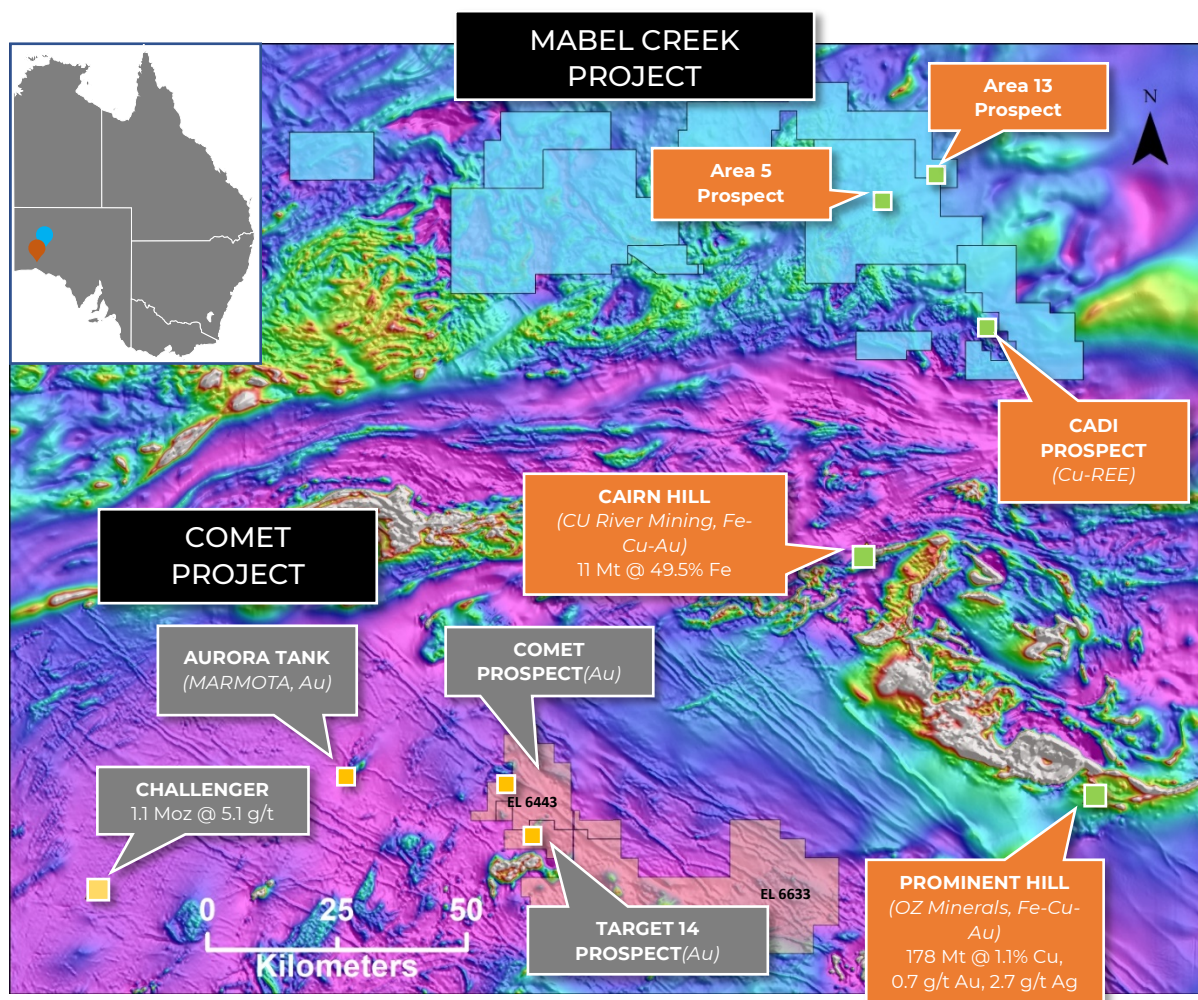 MABEL CREEK
PROJECT
Area 13
Prospect
N
Area 5
Prospect
CADI
PROSPECT
(Cu-REE)
CAIRN HILL
(CU River Mining, Fe-
Cu-Au)
11 Mt @ 49.5% Fe
COMET
PROJECT
AURORA TANK
(MARMOTA, Au)
COMET
PROSPECT(Au)
CHALLENGER
1.1 Moz @ 5.1 g/t
EL 6443
EL 6633
0 25 50
Kilometers
TARGET 14
PROSPECT(Au)
PROMINENT HILL
(OZ Minerals, Fe-Cu-
Au)
178 Mt @ 1.1% Cu,
0.7 g/t Au, 2.7 g/t Ag